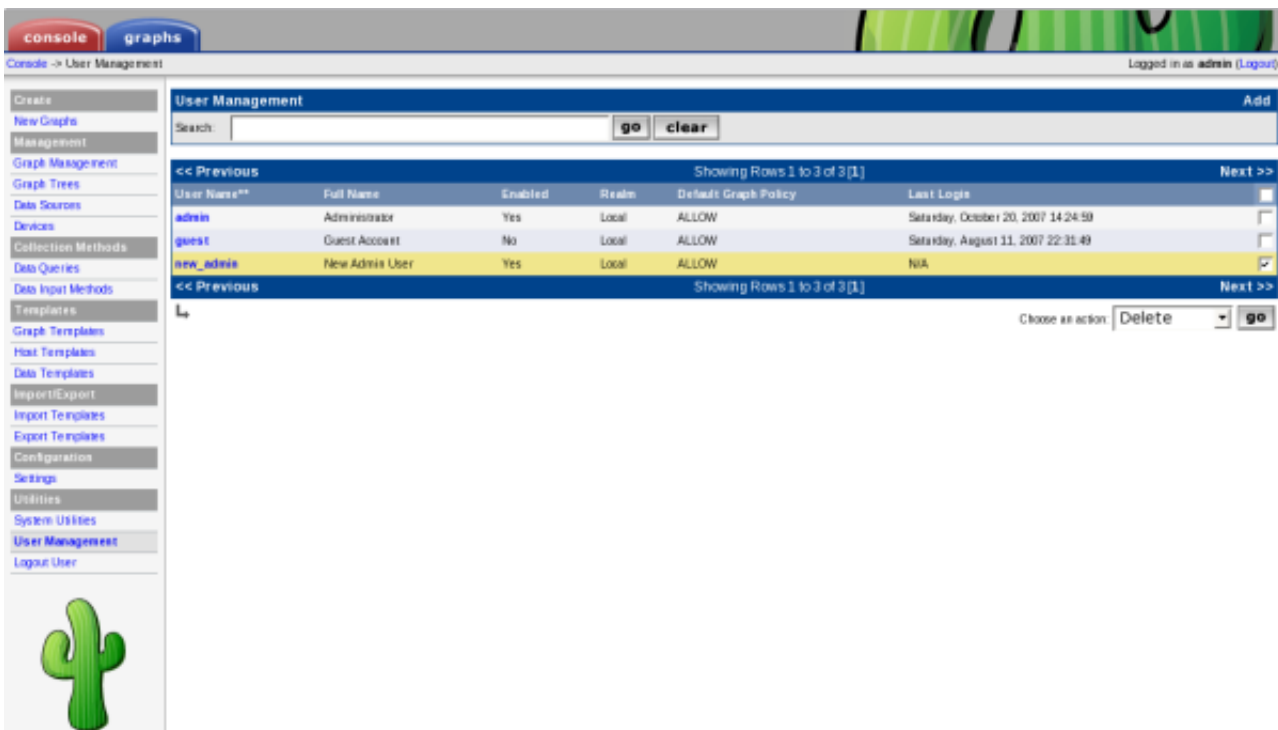 console graphs
Console -> User Management
Logged in as admin (Logout)
Create
New Graphs
Management
Graph Management
Graph Trees
Data Sources
Devices
Collection Methods
Data Queries
Data Input Methods
Templates
Graph Templates
Host Templates
Data Templates
Import/Export
Import Templates
Export Templates
Configuration
Settings
Utilities
System Utilities
User Management
Logout User
User Management Add
Search: go clear
<< Previous Showing Rows 1 to 3 of 3 [1] Next >>
User Name** Full Name Enabled Realm Default Graph Policy Last Login
admin Administrator Yes Local ALLOW Saturday, October 20, 2007 14:24:59
guest Guest Account No Local ALLOW Saturday, August 11, 2007 22:31:49
new_admin New Admin User Yes Local ALLOW N/A
<< Previous Showing Rows 1 to 3 of 3 [1] Next >>
Choose an action: Delete go